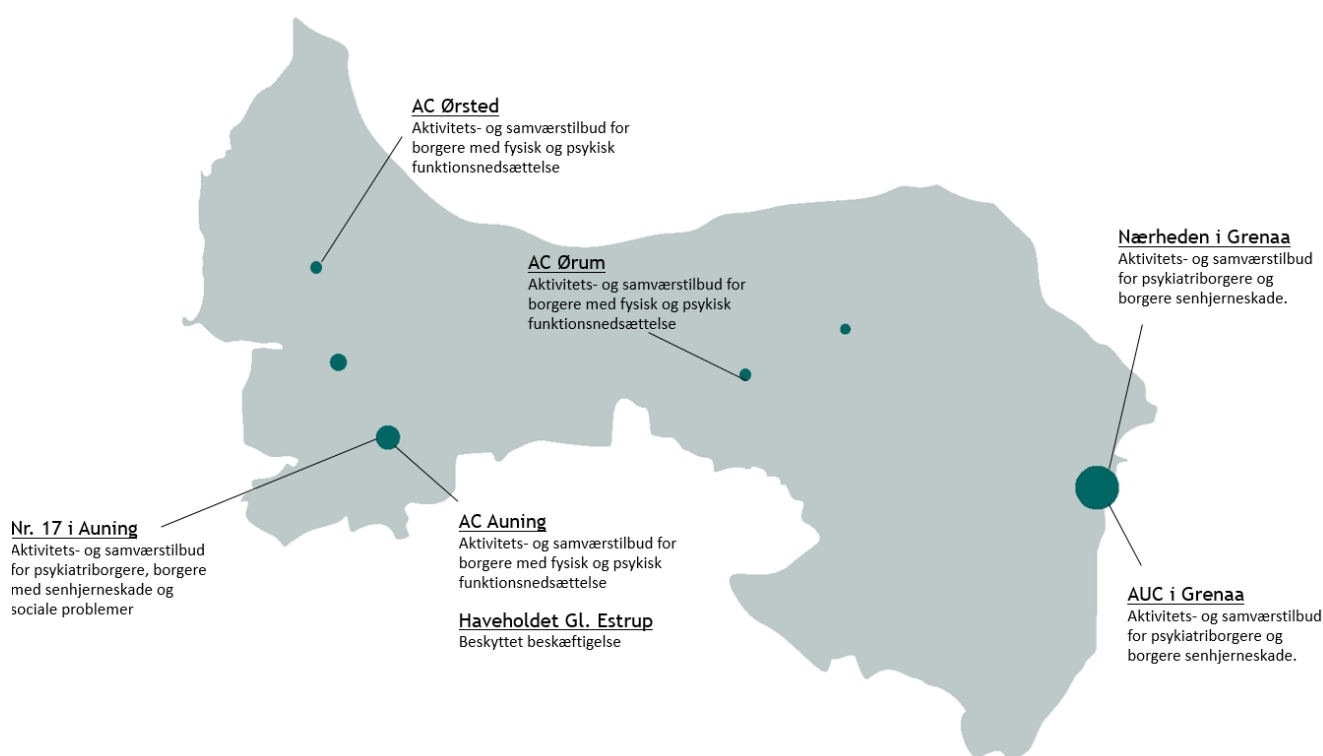 AC Ørsted
Aktivitets- og samværstilbud for
borgere med fysisk og psykisk
funktionsnedsættelse
Nærheden i Grenaa
Aktivitets- og samværstilbud
for psykiatriborgere og
borgere senhjerneskade.
AC Ørum
Aktivitets- og samværstilbud for
borgere med fysisk og psykisk
funktionsnedsættelse
Nr. 17 i Auning
Aktivitets- og samværstilbud
for psykiatriborgere, borgere
med senhjerneskade og
sociale problemer
AC Auning
Aktivitets- og samværstilbud for
borgere med fysisk og psykisk
funktionsnedsættelse
Haveholdet Gl. Estrup
Beskyttet beskæftigelse
AUC i Grenaa
Aktivitets- og samværstilbud
for psykiatriborgere og
borgere senhjerneskade.